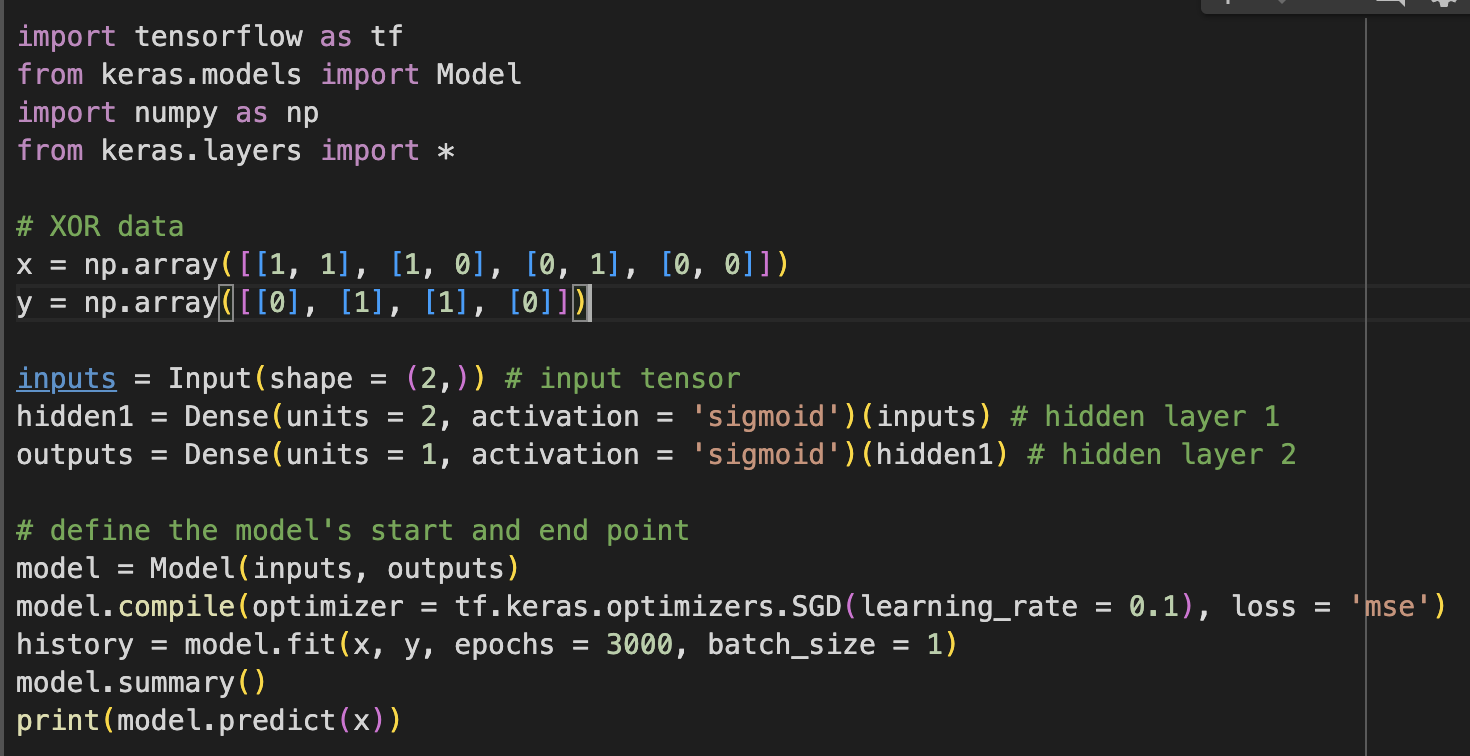 import tensorflow as tf
from keras.models import Model
import numpy as np
from keras.layers import *
# XOR data
x = np.array([[1, 1], [1, 0], [0, 1], [0, 0]])
y = np.array([[0], [1], [1], [0]])
inputs = Input(shape = (2,)) # input tensor
hidden1 = Dense(units = 2, activation = 'sigmoid')(inputs) # hidden layer 1
outputs = Dense(units = 1, activation = 'sigmoid')(hidden1) # hidden layer 2
# define the model's start and end point
model = Model(inputs, outputs)
model.compile(optimizer = tf.keras.optimizers.SGD(learning_rate = 0.1), loss = 'mse')
history = model.fit(x, y, epochs = 3000, batch_size = 1)
model.summary()
print(model.predict(x))